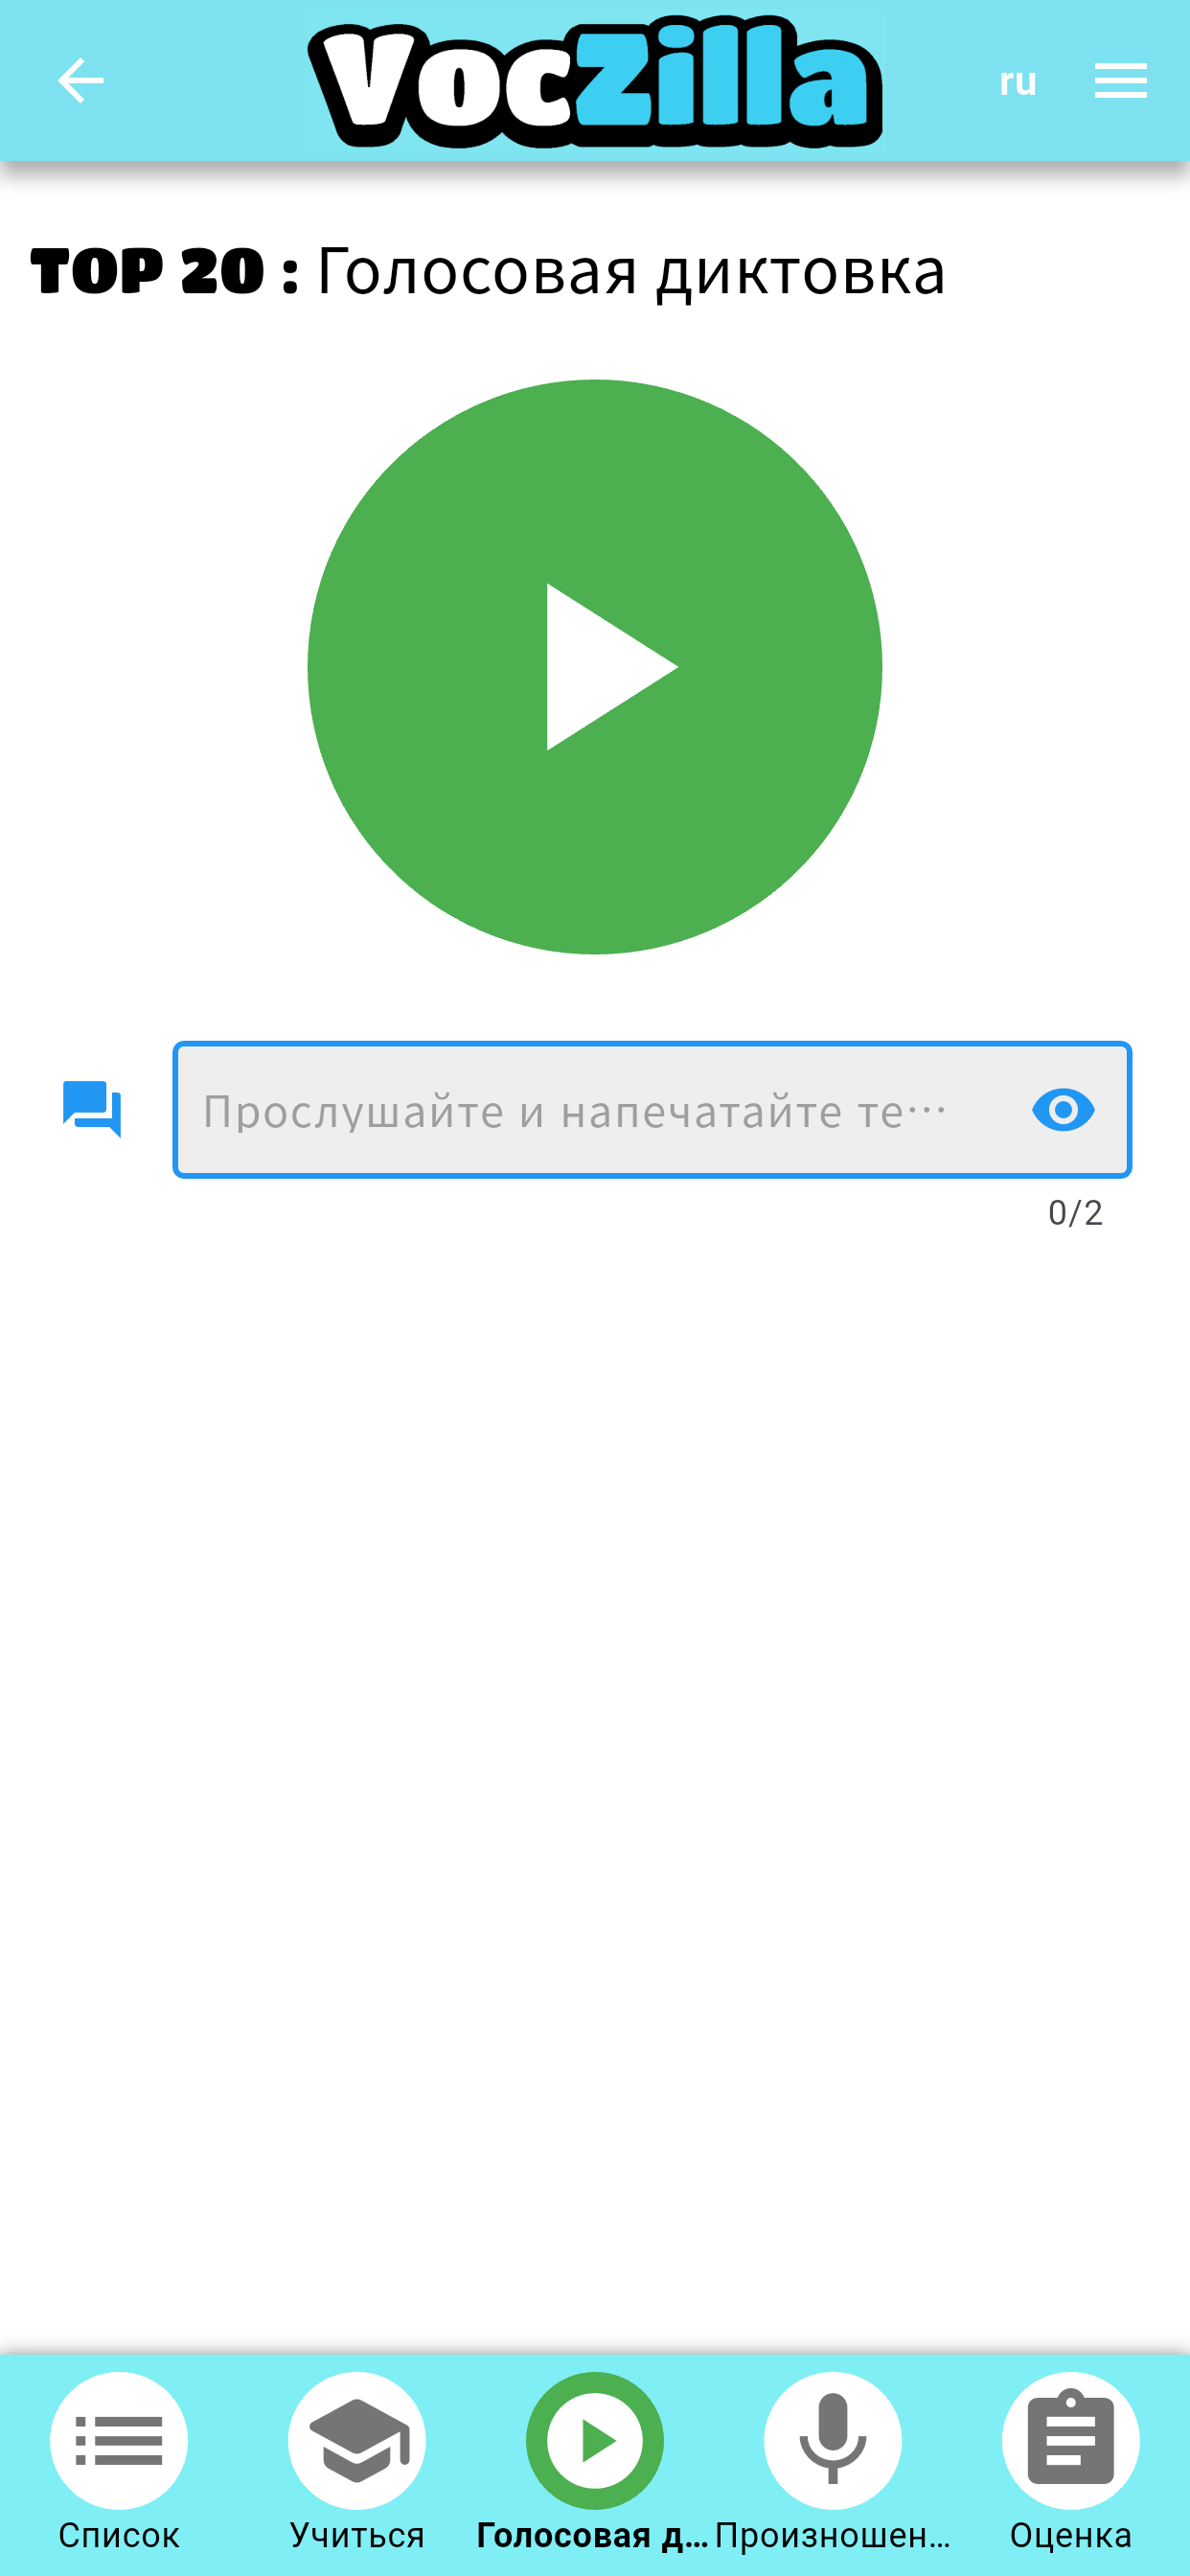 VocZilla
ru
TOP 20 : Голосовая диктовка
Прослушайте и напечатайте те…
0/2
Список
Учиться
Голосовая д…
Произношен…
Оценка